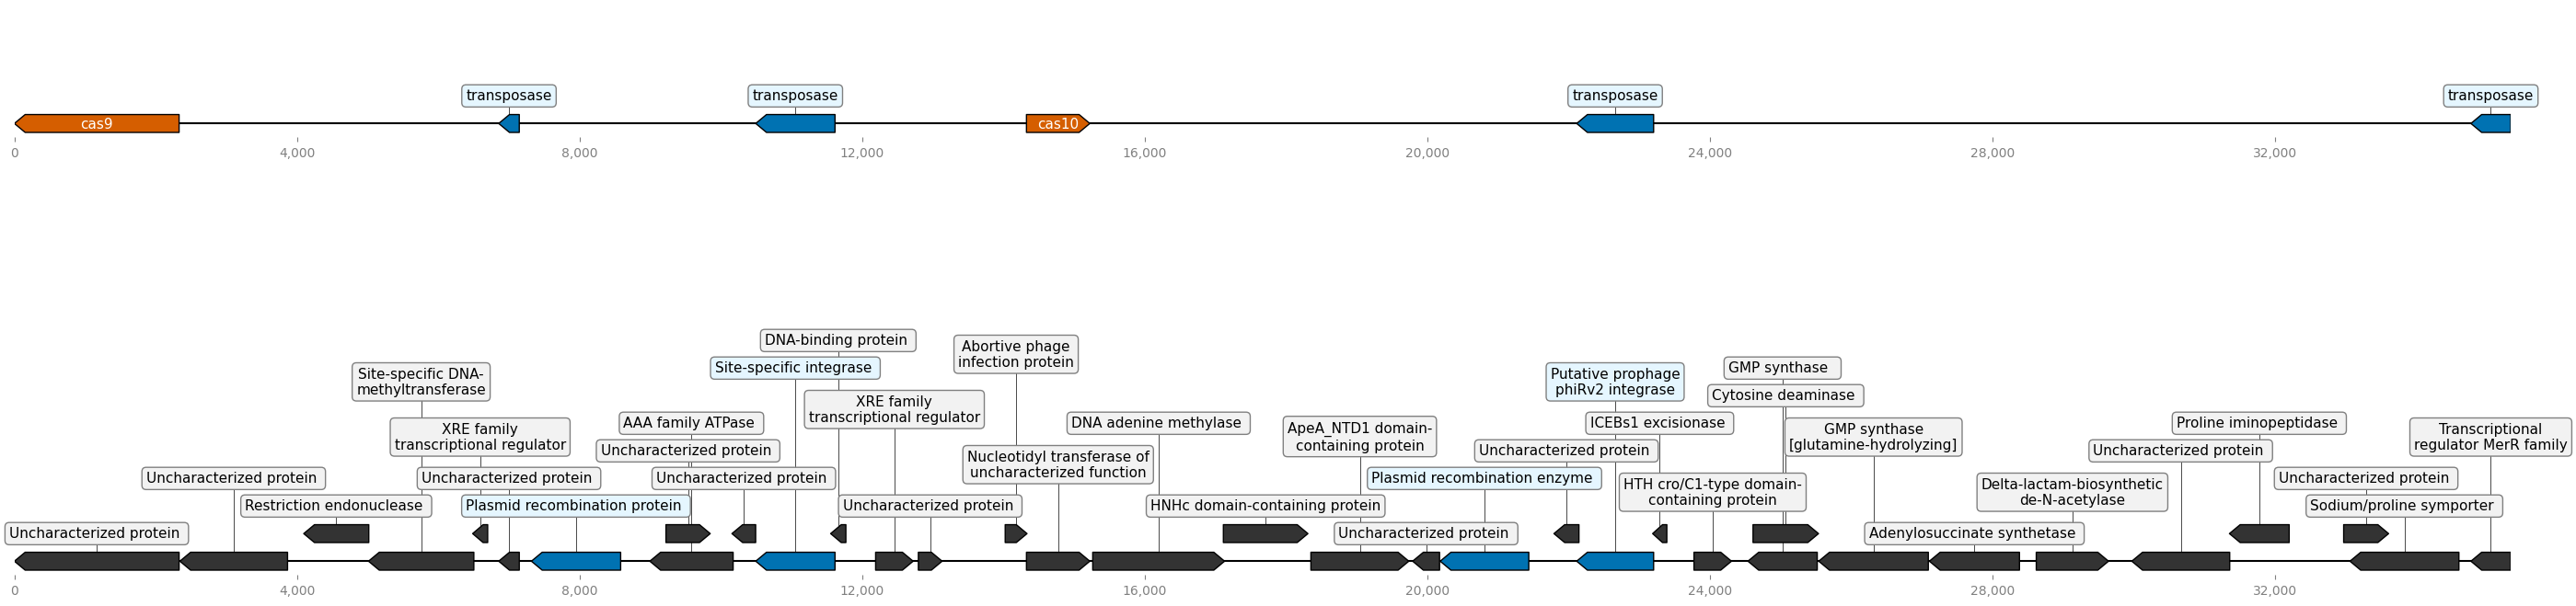 transposase
transposase
transposase
transposase
cas9
cas10
0
4,000
8,000
12,000
16,000
20,000
24,000
28,000
32,000
DNA-binding protein
Abortive phage
infection protein
Site-specific DNA-
methyltransferase
Site-specific integrase
Putative prophage
phiRv2 integrase
GMP synthase
Cytosine deaminase
XRE family
transcriptional regulator
XRE family
transcriptional regulator
AAA family ATPase
DNA adenine methylase
ApeA_NTD1 domain-
containing protein
ICEBs1 excisionase
GMP synthase
[glutamine-hydrolyzing]
Proline iminopeptidase
Transcriptional
regulator MerR family
Uncharacterized protein
Nucleotidyl transferase of
uncharacterized function
Uncharacterized protein
Uncharacterized protein
Uncharacterized protein
Uncharacterized protein
Uncharacterized protein
Plasmid recombination enzyme
HTH cro/C1-type domain-
containing protein
Delta-lactam-biosynthetic
de-N-acetylase
Uncharacterized protein
Restriction endonuclease
Plasmid recombination protein
Uncharacterized protein
HNHc domain-containing protein
Sodium/proline symporter
Uncharacterized protein
Uncharacterized protein
Adenylosuccinate synthetase
0
4,000
8,000
12,000
16,000
20,000
24,000
28,000
32,000